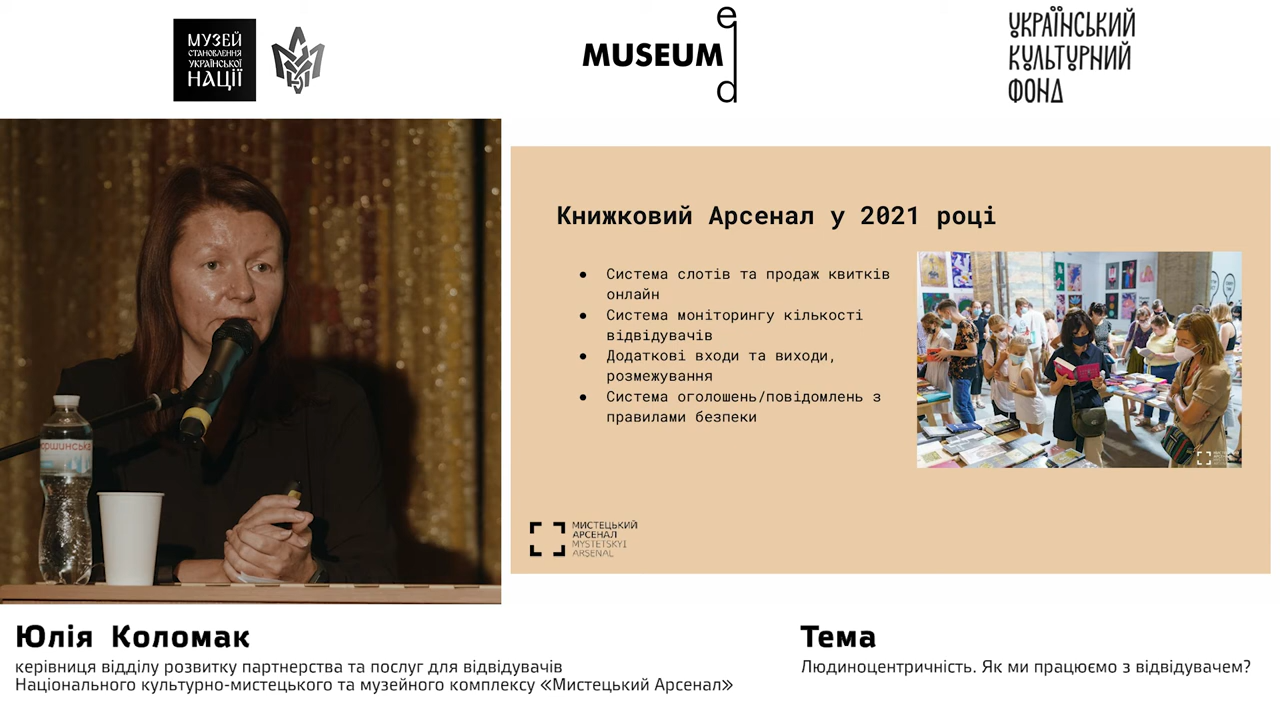 МУЗЕЙ
СТАНОВЛЕННЯ
УКРАЇНСЬКОЇ
НАЦІЇ
MUSEUM
ed
УКРАЇНСЬКИЙ
КУЛЬТУРНИЙ
ФОНД
Книжковий Арсенал у 2021 році
● Система слотів та продаж квитків
онлайн
● Система моніторингу кількості
відвідувачів
● Додаткові входи та виходи,
розмежування
● Система оголошень/повідомлень з
правилами безпеки
МИСТЕЦЬКИЙ
АРСЕНАЛ
MYSTETSKYI
ARSENAL
Юлія Коломак
керівниця відділу розвитку партнерства та послуг для відвідувачів
Національного культурно-мистецького та музейного комплексу «Мистецький Арсенал»
Тема
Людиноцентричність. Як ми працюємо з відвідувачем?